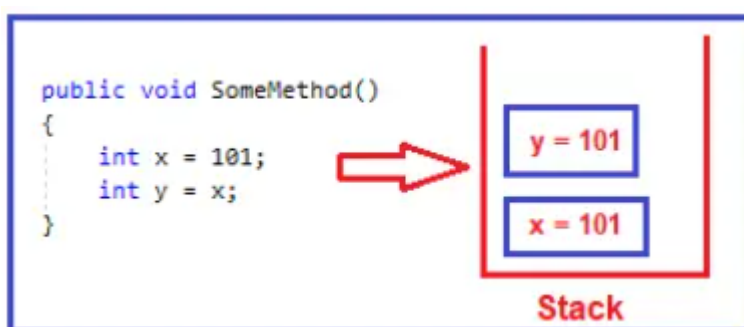 public void SomeMethod()
{
int x = 101;
int y = x;
}
y = 101
x = 101
Stack